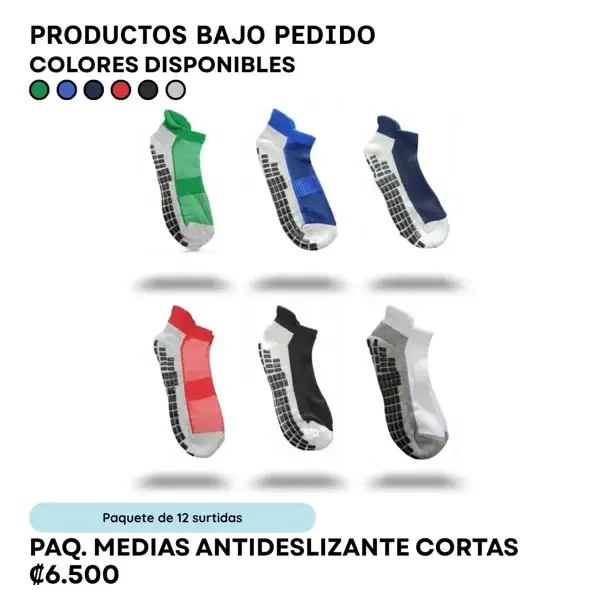 PRODUCTOS BAJO PEDIDO
COLORES DISPONIBLES
Paquete de 12 surtidas
PAQ. MEDIAS ANTIDESLIZANTE CORTAS
₡6.500